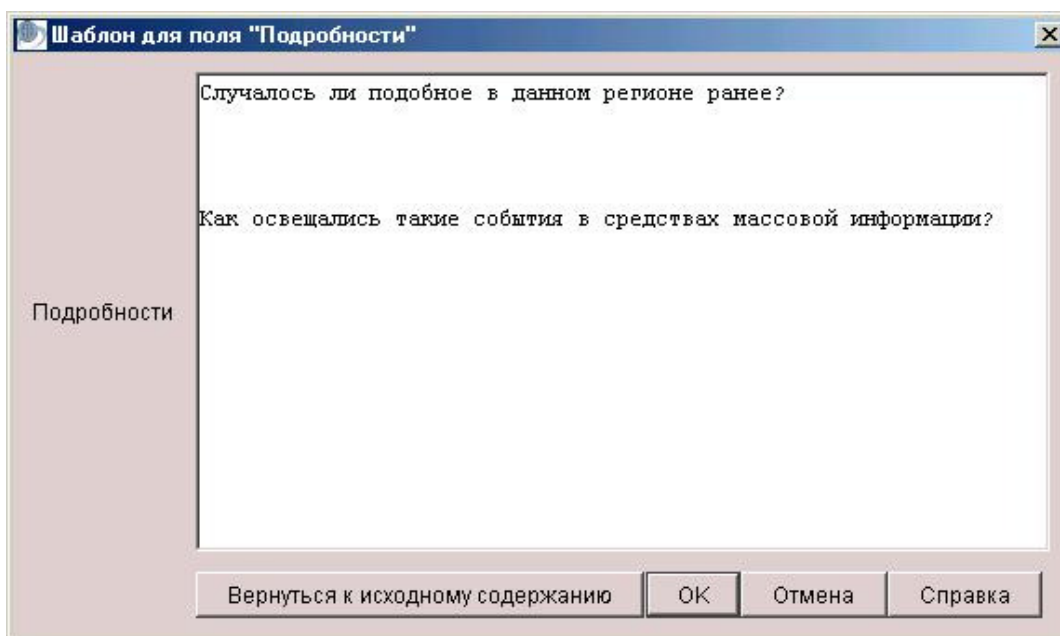 Шаблон для поля "Подробности"
Случалось ли подобное в данном регионе ранее?
Как освещались такие события в средствах массовой информации?
Подробности
Вернуться к исходному содержанию OK Отмена Справка